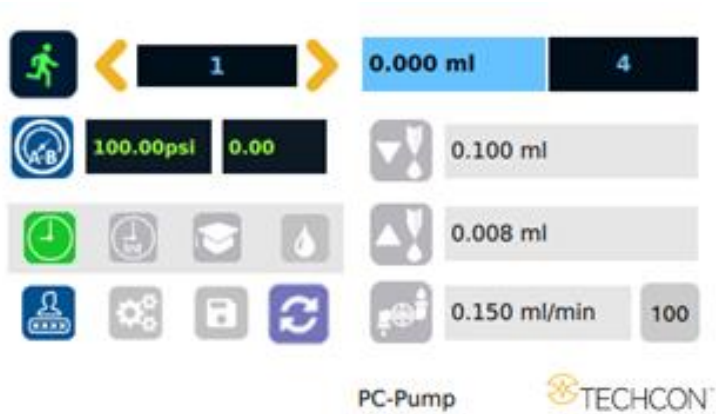 1
0.000 ml 4
A-B 100.00psi 0.00
0.100 ml
0.008 ml
0.150 ml/min 100
PC-Pump TECHCON